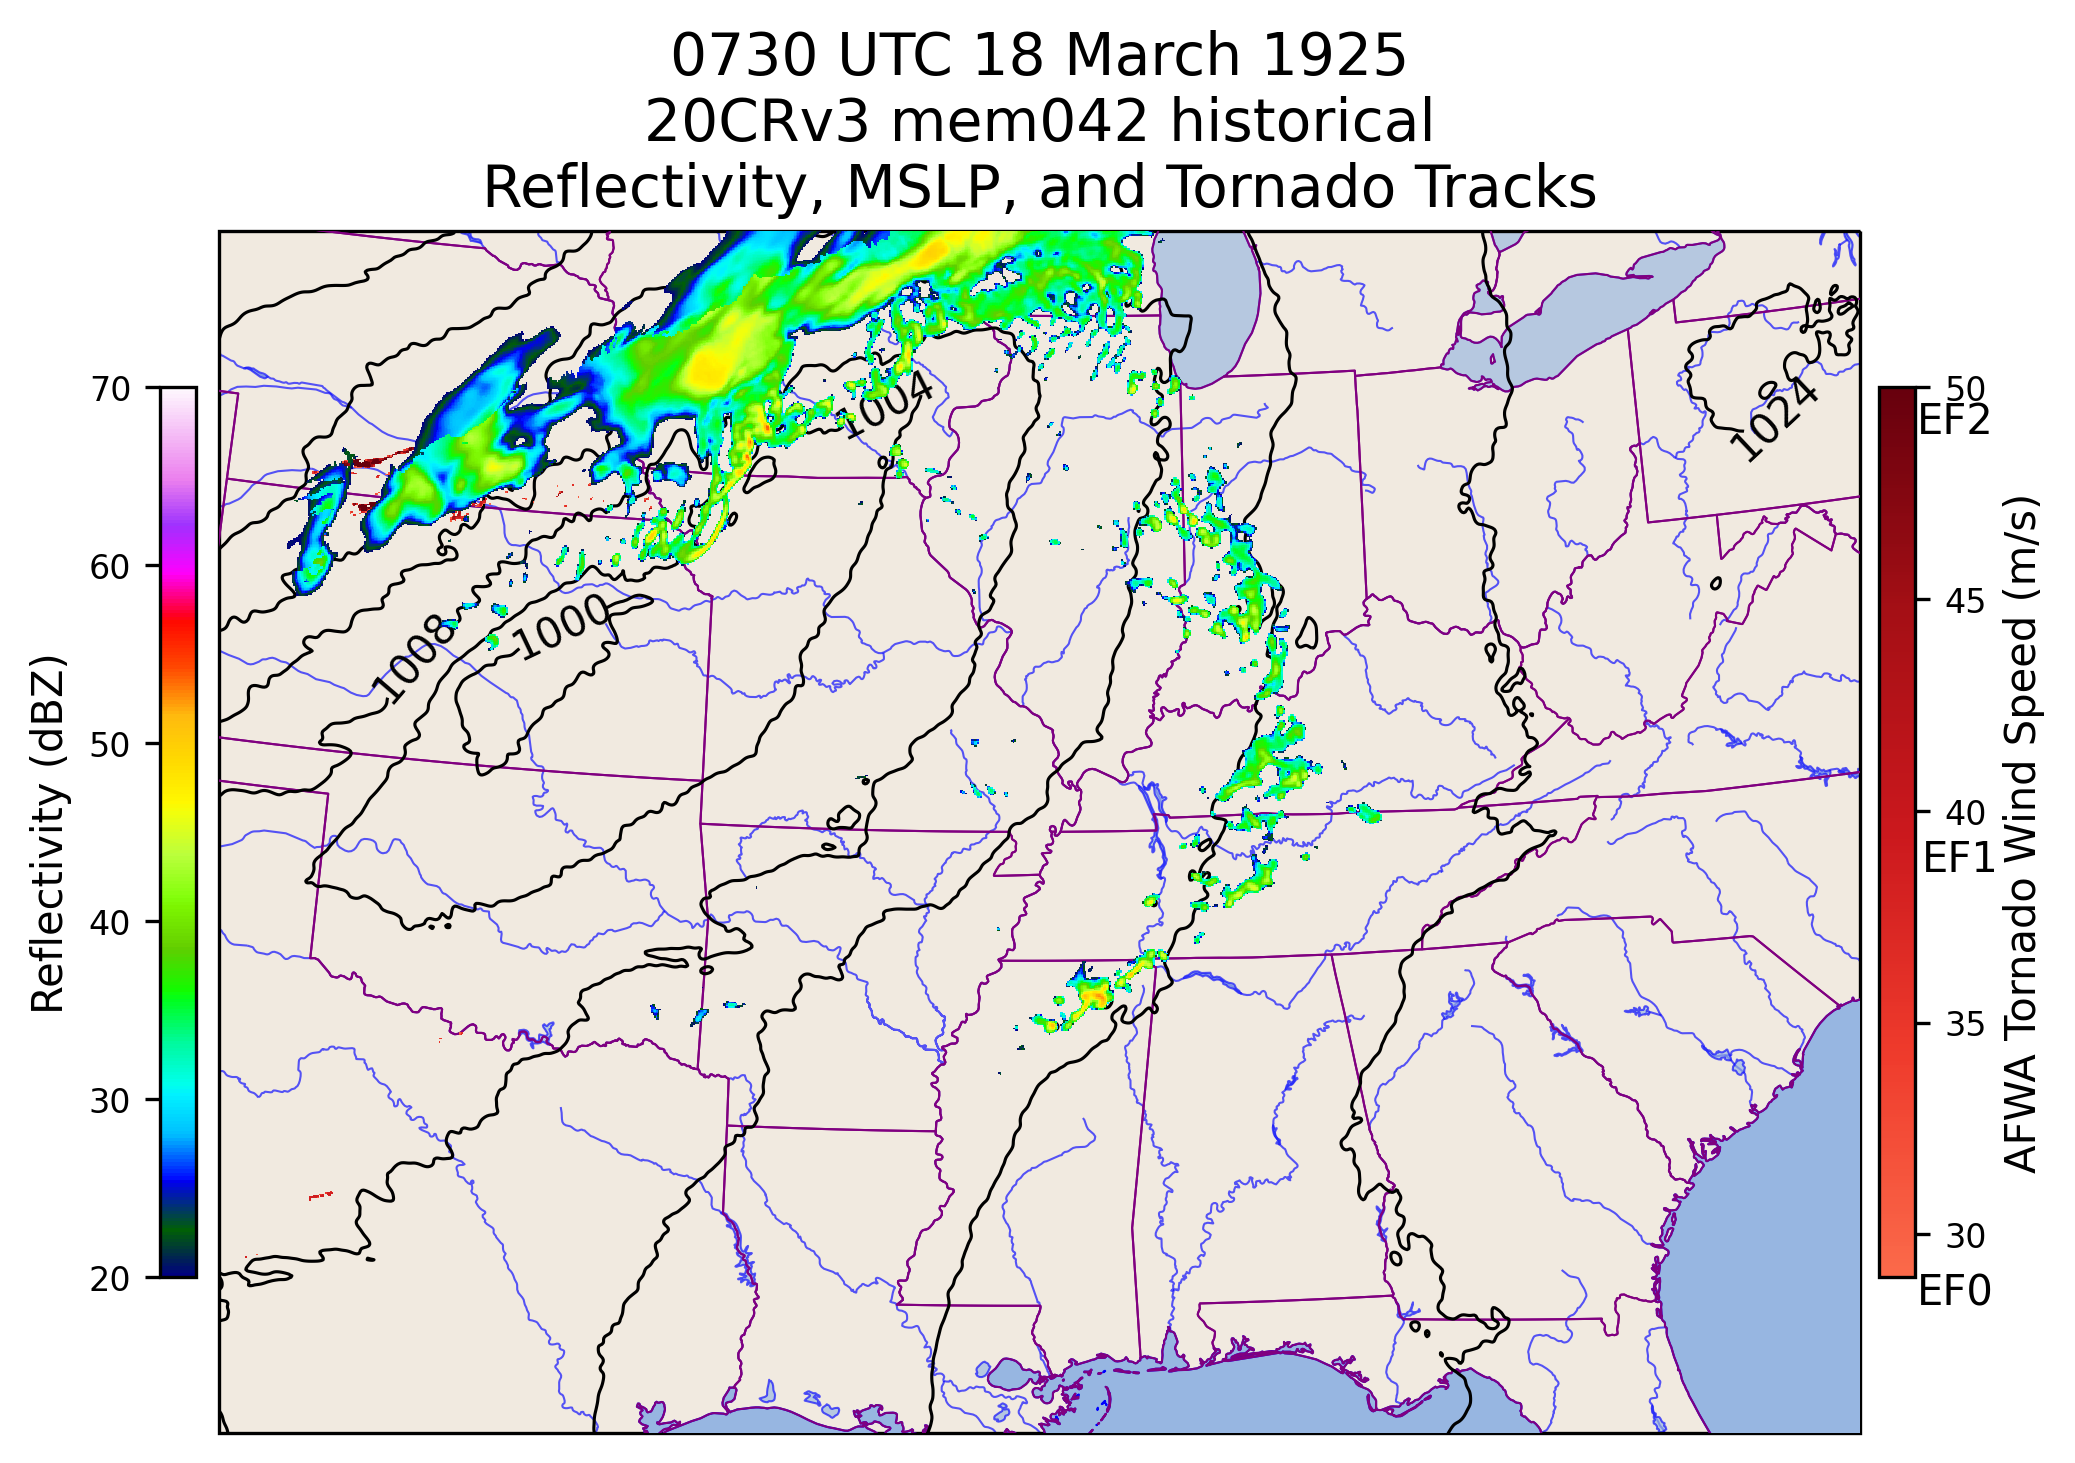 0730 UTC 18 March 1925
20CRv3 mem042 historical
Reflectivity, MSLP, and Tornado Tracks
Reflectivity (dBZ)
70
60
50
40
30
20
1004
1024
1008
1000
50
EF2
45
40
EF1
35
30
EF0
AFWA Tornado Wind Speed (m/s)